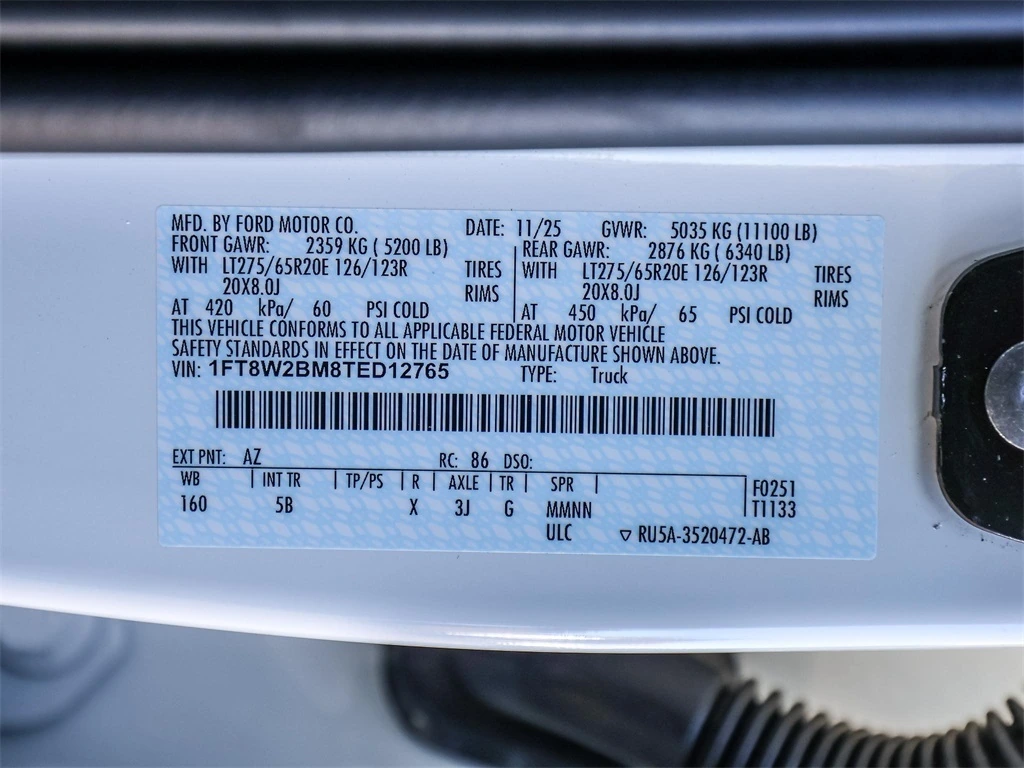 MFD. BY FORD MOTOR CO. DATE: 11/25 GVWR: 5035 KG (11100 LB)
FRONT GAWR: 2359 KG ( 5200 LB) REAR GAWR: 2876 KG ( 6340 LB)
WITH LT275/65R20E 126/123R TIRES WITH LT275/65R20E 126/123R TIRES
20X8.0J RIMS 20X8.0J RIMS
AT 420 kPa/ 60 PSI COLD AT 450 kPa/ 65 PSI COLD
THIS VEHICLE CONFORMS TO ALL APPLICABLE FEDERAL MOTOR VEHICLE
SAFETY STANDARDS IN EFFECT ON THE DATE OF MANUFACTURE SHOWN ABOVE.
VIN: 1FT8W2BM8TED12765 TYPE: Truck
EXT PNT: AZ RC: 86 DSO:
WB INT TR TP/PS R AXLE TR SPR F0251
160 5B X 3J G MMNN T1133
ULC ▽ RU5A-3520472-AB